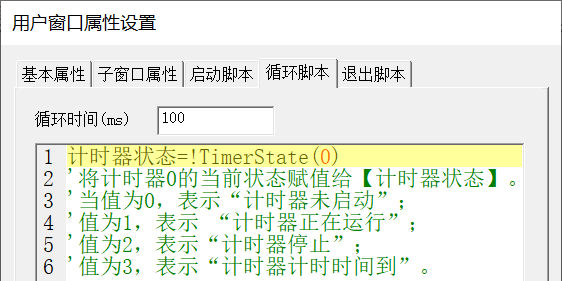 用户窗口属性设置
基本属性 子窗口属性 启动脚本 循环脚本 退出脚本
循环时间(ms) 100
1 计时器状态=!TimerState(0)
2 '将计时器0的当前状态赋值给【计时器状态】。
3 '当值为0，表示“计时器未启动”；
4 '值为1，表示 “计时器正在运行”；
5 '值为2，表示“计时器停止”；
6 '值为3，表示“计时器计时时间到”。